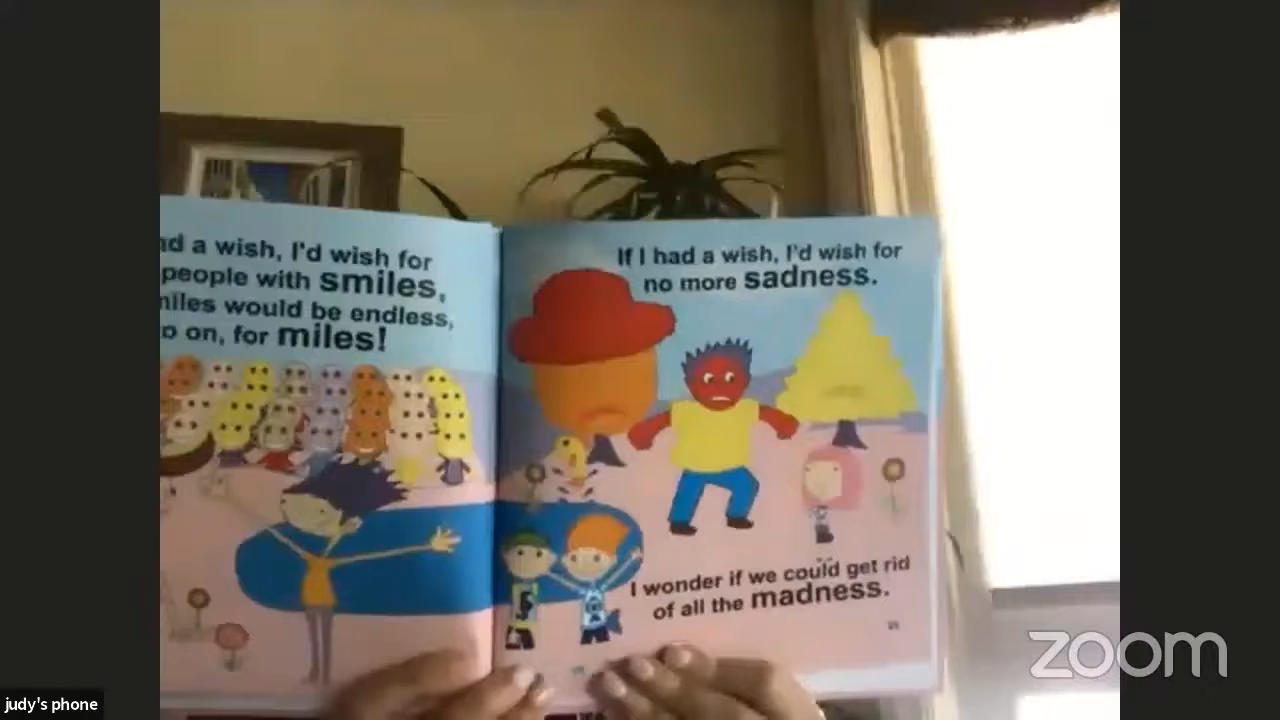 a wish, I'd wish for
people with smiles,
would be endless,
on, for miles!
If I had a wish, I'd wish for
no more sadness.
I wonder if we could get rid
of all the madness.
judy's phone
zoom